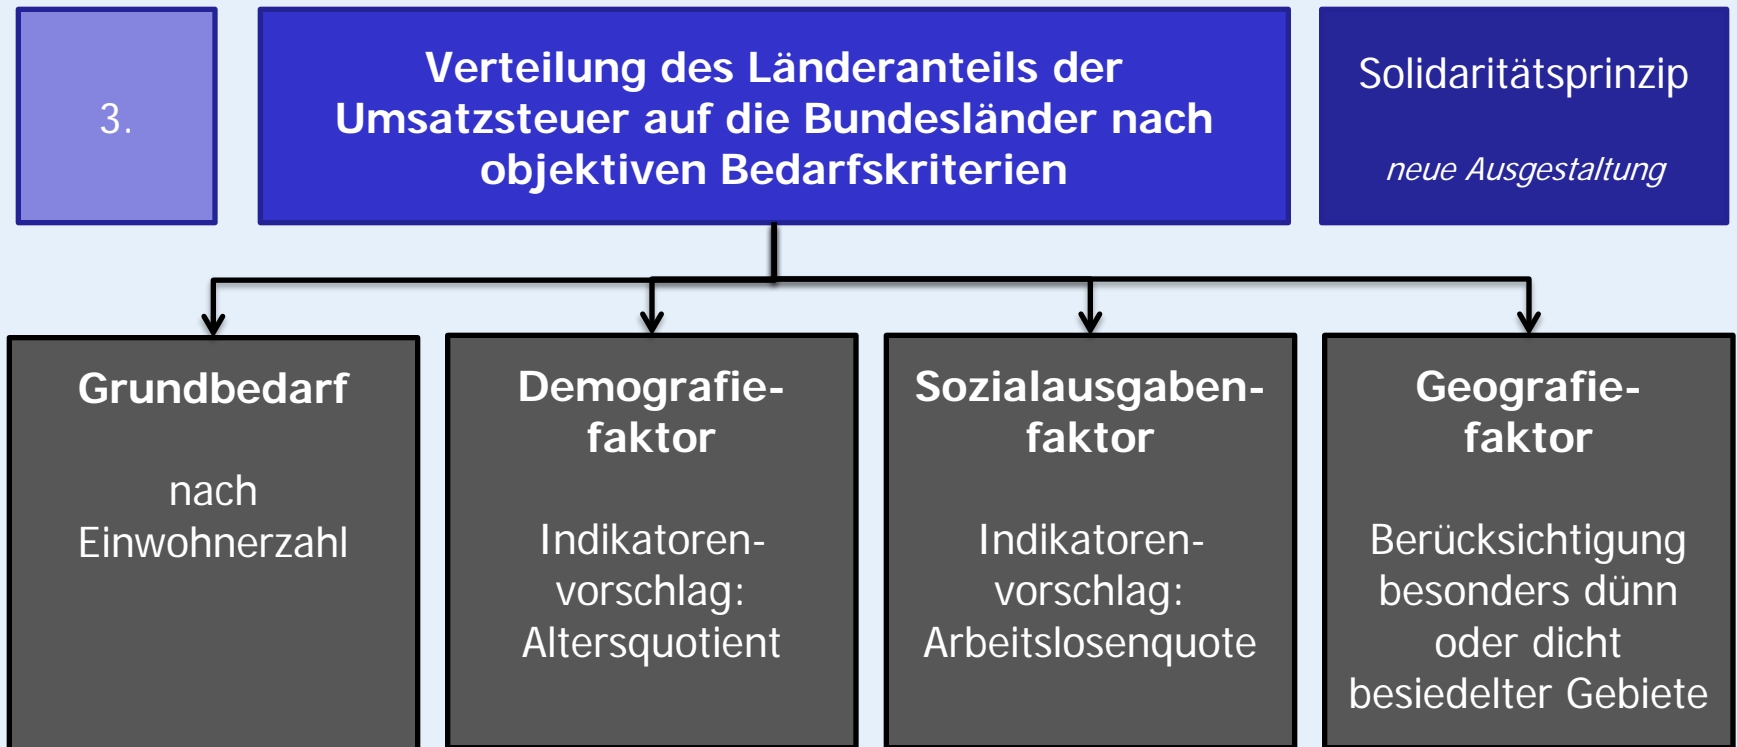 3.
Verteilung des Länderanteils der
Umsatzsteuer auf die Bundesländer nach
objektiven Bedarfskriterien
Solidaritätsprinzip
neue Ausgestaltung
Grundbedarf
nach
Einwohnerzahl
Demografie-
faktor
Indikatoren-
vorschlag:
Altersquotient
Sozialausgaben-
faktor
Indikatoren-
vorschlag:
Arbeitslosenquote
Geografie-
faktor
Berücksichtigung
besonders dünn
oder dicht
besiedelter Gebiete